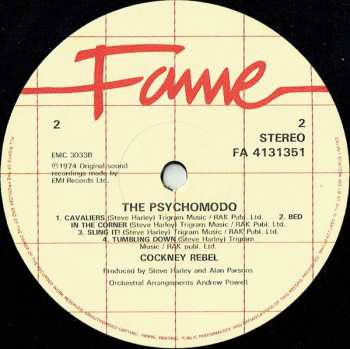 Fame
2
2
STEREO
EMC 3033B
FA 4131351
℗1974 Original sound
recordings made by
EMI Records Ltd.
THE PSYCHOMODO
1. CAVALIERS (Steve Harley) Trigram Music / RAK Publ. Ltd. 2. BED
IN THE CORNER (Steve Harley) Trigram Music / RAK Publ. Ltd.
3. SLING IT! (Steve Harley) Trigram Music / RAK Publ. Ltd.
4. TUMBLING DOWN (Steve Harley) Trigram
Music / RAK Publ. Ltd.
COCKNEY REBEL
Produced by Steve Harley and Alan Parsons
Orchestral Arrangements Andrew Powell